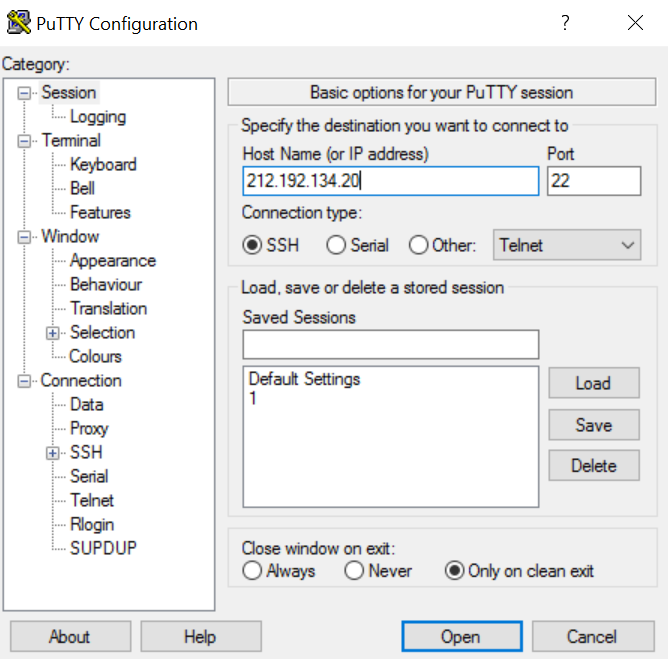 PuTTY Configuration
?
Category:
Session
Logging
Terminal
Keyboard
Bell
Features
Window
Appearance
Behaviour
Translation
Selection
Colours
Connection
Data
Proxy
SSH
Serial
Telnet
Rlogin
SUPDUP
Basic options for your PuTTY session
Specify the destination you want to connect to
Host Name (or IP address) Port
212.192.134.20 22
Connection type:
SSH Serial Other: Telnet
Load, save or delete a stored session
Saved Sessions
Default Settings
1
Load
Save
Delete
Close window on exit:
Always Never Only on clean exit
About Help Open Cancel